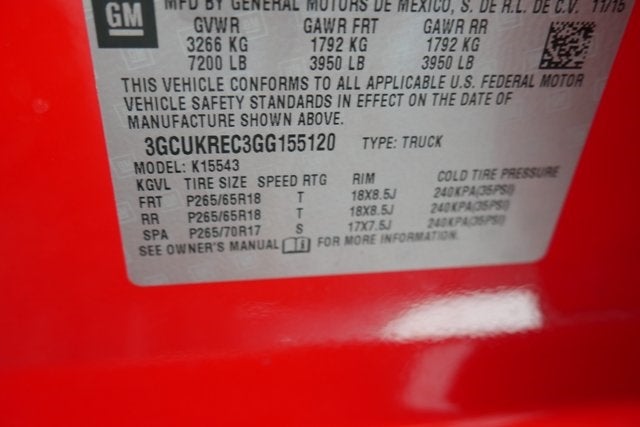 GM
MFD BY GENERAL MOTORS DE MEXICO, S. DE R.L. DE C.V. 11/15
GVWR GAWR FRT GAWR RR
3266 KG 1792 KG 1792 KG
7200 LB 3950 LB 3950 LB
THIS VEHICLE CONFORMS TO ALL APPLICABLE U.S. FEDERAL MOTOR
VEHICLE SAFETY STANDARDS IN EFFECT ON THE DATE OF
MANUFACTURE SHOWN ABOVE.
3GCUKREC3GG155120 TYPE: TRUCK
MODEL: K15543
KGVL TIRE SIZE SPEED RTG RIM COLD TIRE PRESSURE
FRT P265/65R18 T 18X8.5J 240KPA(35PSI)
RR P265/65R18 T 18X8.5J 240KPA(35PSI)
SPA P265/70R17 S 17X7.5J 240KPA(35PSI)
SEE OWNER'S MANUAL FOR MORE INFORMATION.